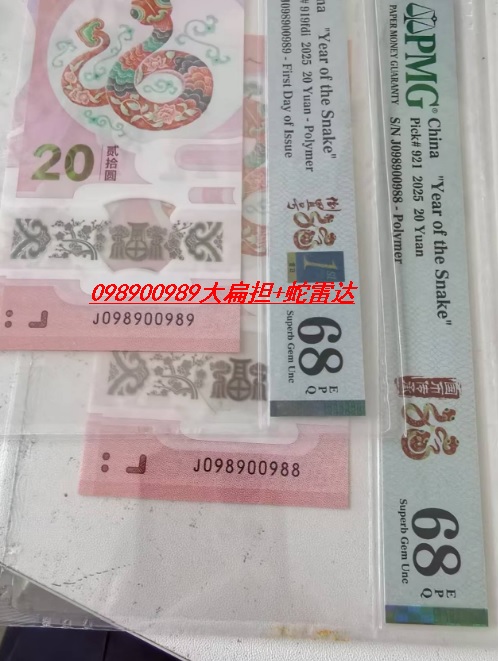 20 贰拾圆
J098900989
J098900988
098900989大扁担+蛇雷达
China
"Year of the Snake"
# 919fdi 2025 20 Yuan - Polymer
J098900989 - First Day of Issue
1
68 EPQ
Superb Gem Unc
PMG
PAPER MONEY GUARANTY
China
"Year of the Snake"
Pick# 921 2025 20 Yuan
S/N J098900988 - Polymer
68 EPQ
Superb Gem Unc